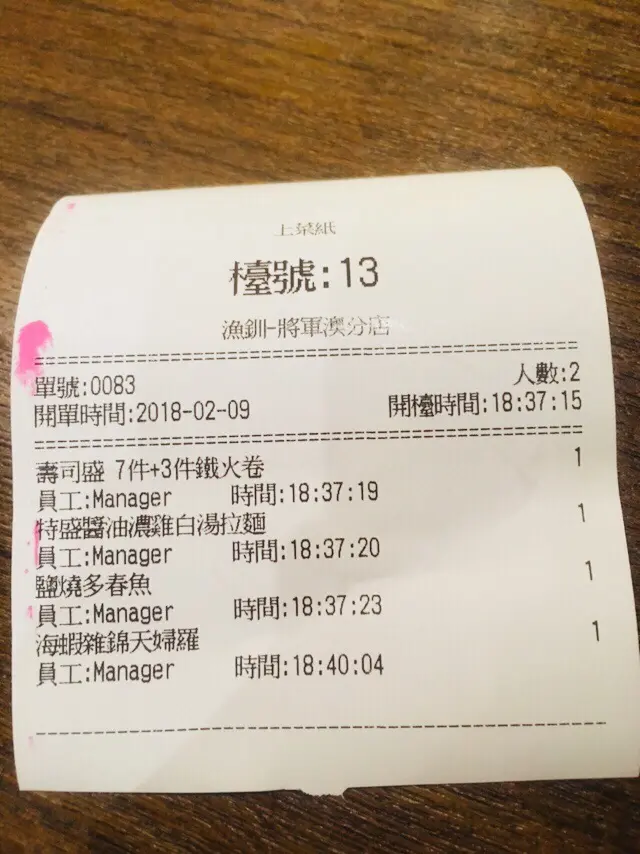 上菜紙
檯號:13
漁釧-將軍澳分店
單號:0083 人數:2
開單時間:2018-02-09 開檯時間:18:37:15
壽司盛 7件+3件鐵火卷 1
員工:Manager 時間:18:37:19
特盛醬油濃雞白湯拉麵 1
員工:Manager 時間:18:37:20
鹽燒多春魚 1
員工:Manager 時間:18:37:23
海蝦雜錦天婦羅 1
員工:Manager 時間:18:40:04